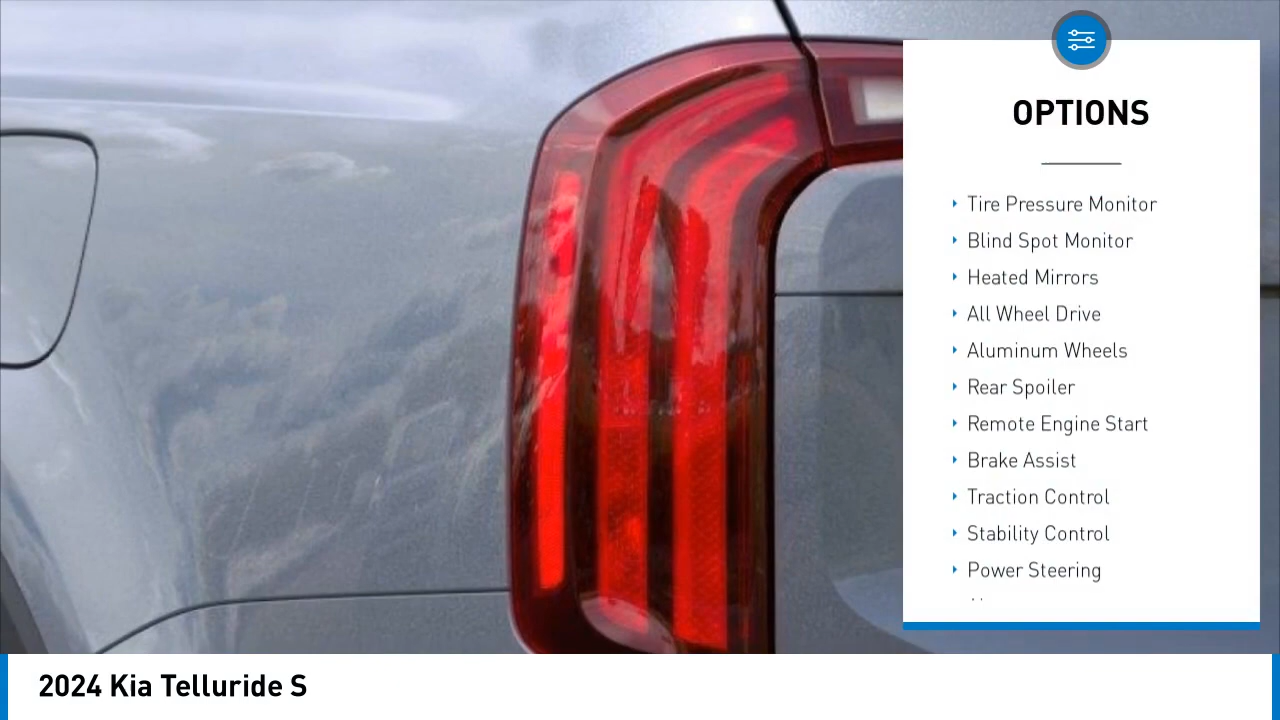 OPTIONS
Tire Pressure Monitor
Blind Spot Monitor
Heated Mirrors
All Wheel Drive
Aluminum Wheels
Rear Spoiler
Remote Engine Start
Brake Assist
Traction Control
Stability Control
Power Steering
2024 Kia Telluride S